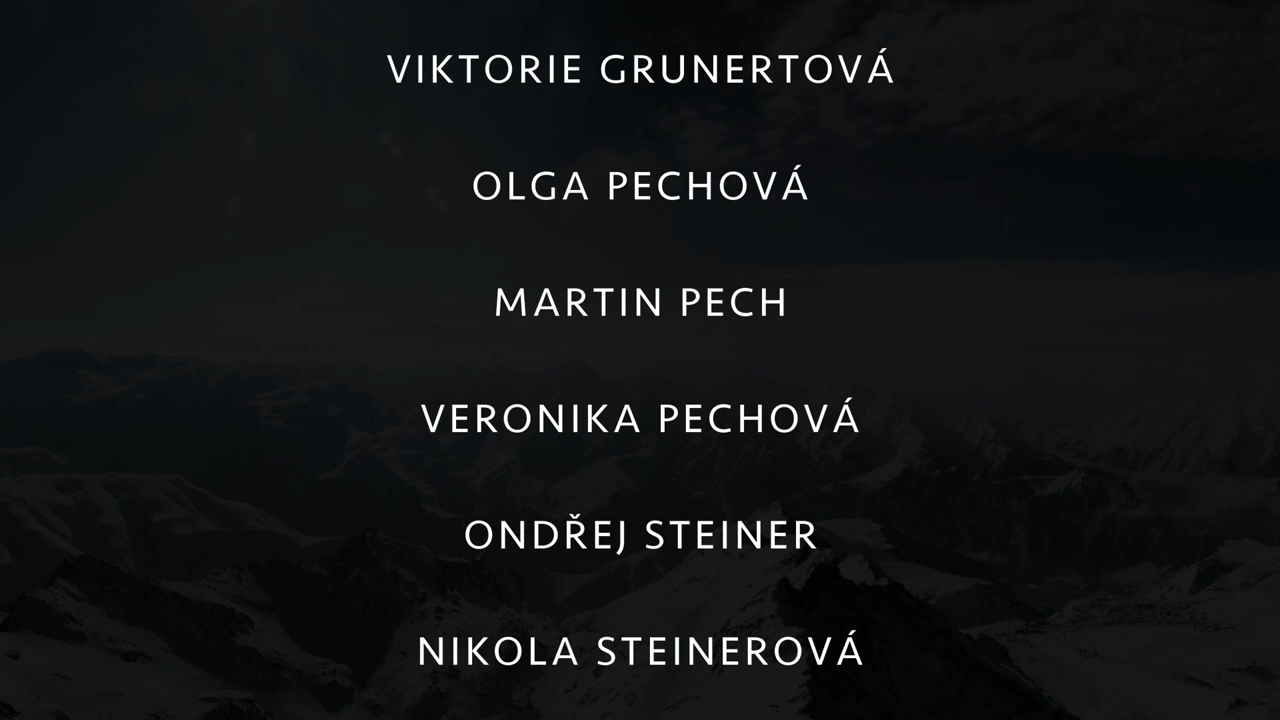 VIKTORIE GRUNERTOVÁ
OLGA PECHOVÁ
MARTIN PECH
VERONIKA PECHOVÁ
ONDŘEJ STEINER
NIKOLA STEINEROVÁ